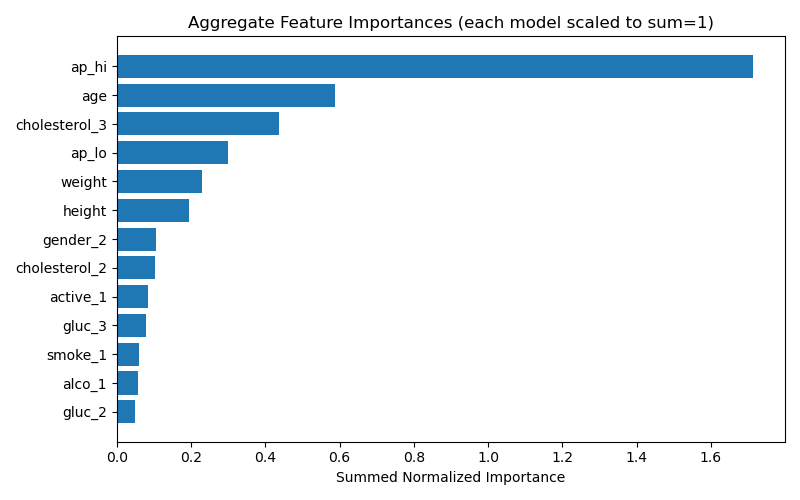 Aggregate Feature Importances (each model scaled to sum=1)
ap_hi
age
cholesterol_3
ap_lo
weight
height
gender_2
cholesterol_2
active_1
gluc_3
smoke_1
alco_1
gluc_2
0.0 0.2 0.4 0.6 0.8 1.0 1.2 1.4 1.6
Summed Normalized Importance